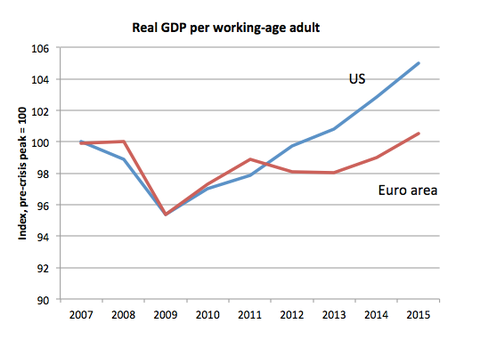 Real GDP per working-age adult
Index, pre-crisis peak = 100
106
104
102
100
98
96
94
92
90
US
Euro area
2007 2008 2009 2010 2011 2012 2013 2014 2015